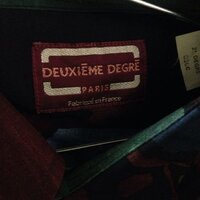 DEUXIÈME DEGRÉ
PARIS
Fabriqué en France